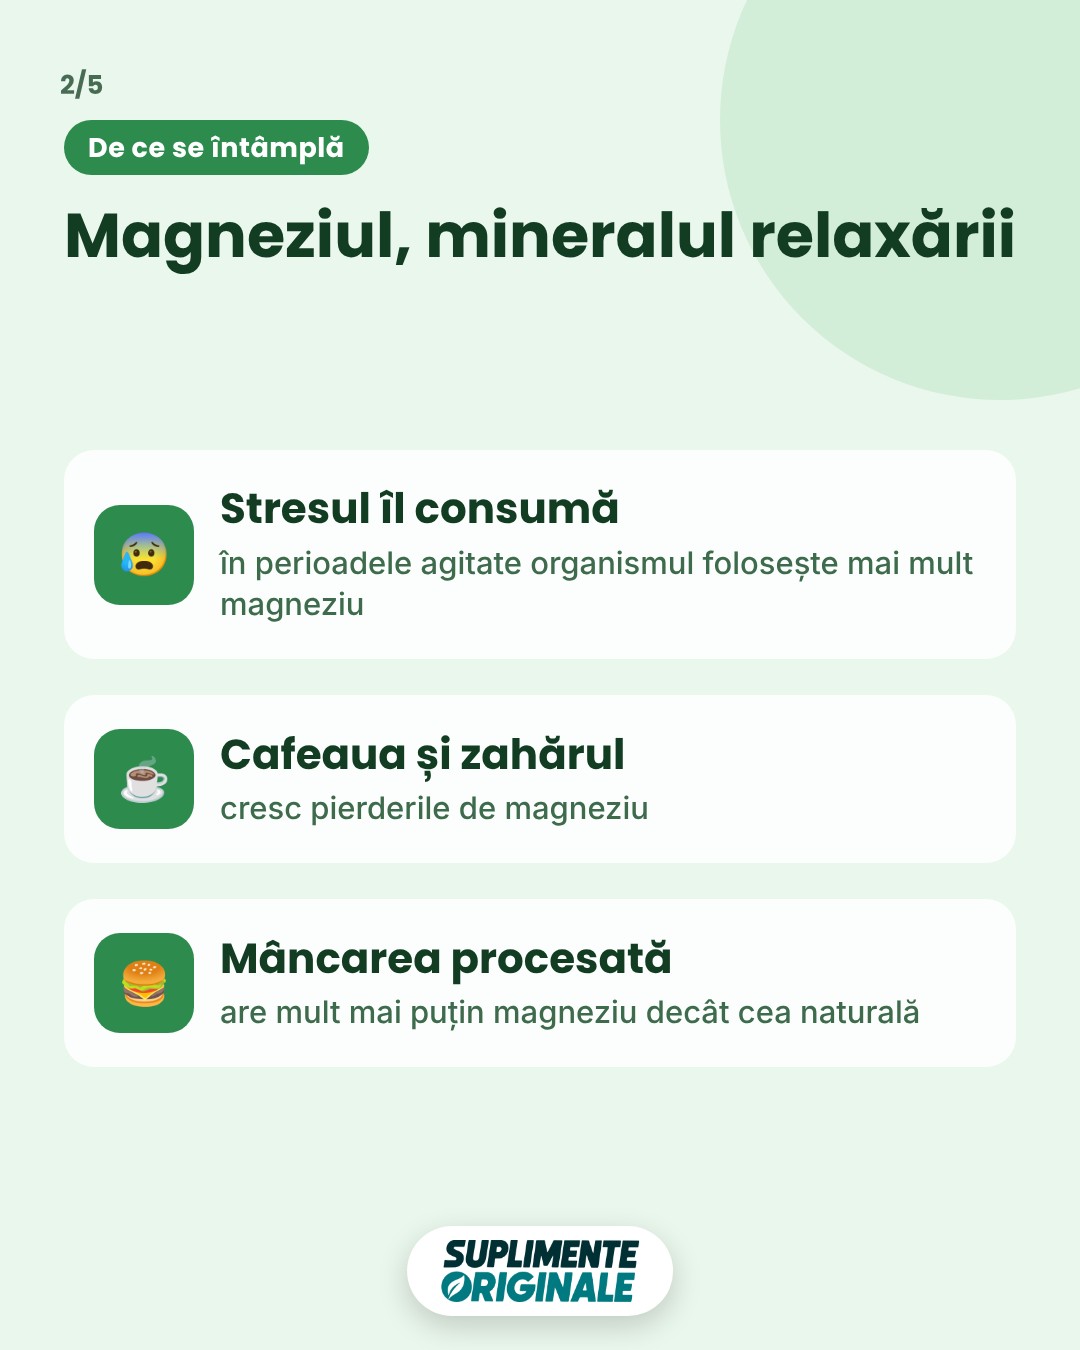 2/5
De ce se întâmplă
Magneziul, mineralul relaxării
Stresul îl consumă
în perioadele agitate organismul folosește mai mult
magneziu
Cafeaua și zahărul
cresc pierderile de magneziu
Mâncarea procesată
are mult mai puțin magneziu decât cea naturală
SUPLIMENTE
ORIGINALE